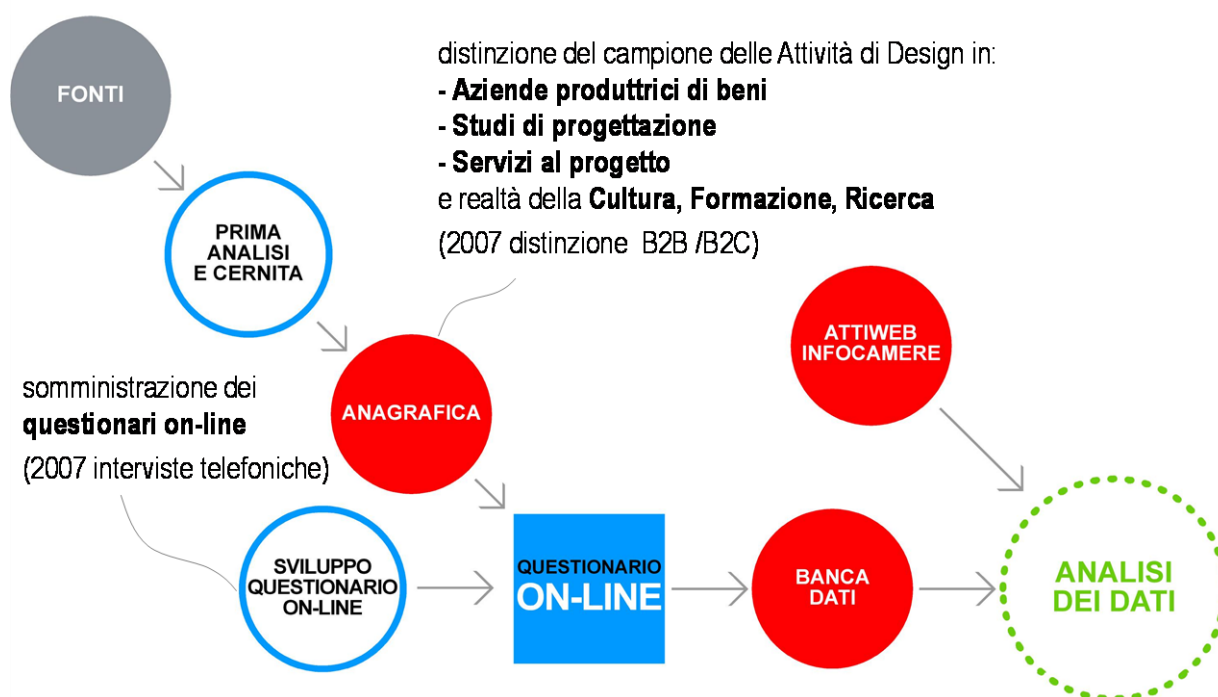 distinzione del campione delle Attività di Design in:
- Aziende produttrici di beni
- Studi di progettazione
- Servizi al progetto
e realtà della Cultura, Formazione, Ricerca
(2007 distinzione B2B /B2C)
FONTI
PRIMA
ANALISI
E CERNITA
ANAGRAFICA
ATTIWEB
INFOCAMERE
somministrazione dei
questionari on-line
(2007 interviste telefoniche)
SVILUPPO
QUESTIONARIO
ON-LINE
QUESTIONARIO
ON-LINE
BANCA
DATI
ANALISI
DEI DATI